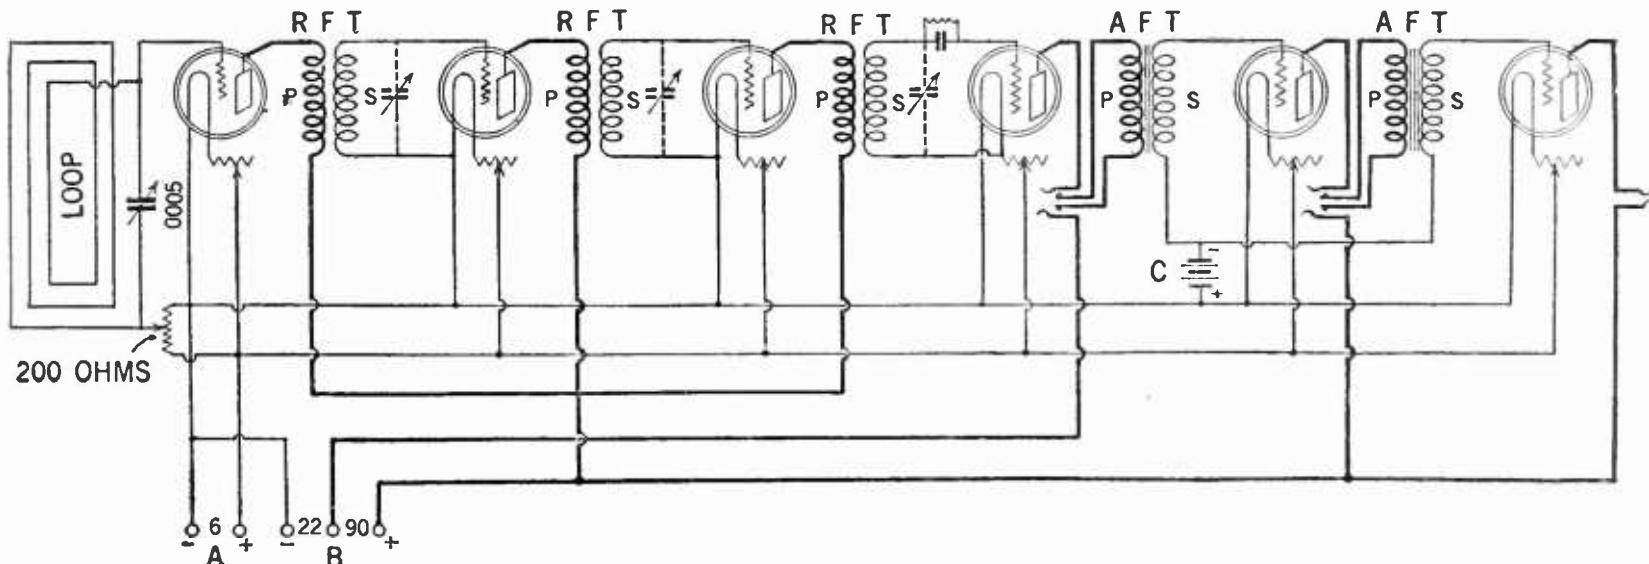 R F T
R F T
R F T
A F T
A F T
P S
P S
P S
P S
P S
LOOP
0005
C
-
+
200 OHMS
- 6 + - 22 90 +
A B